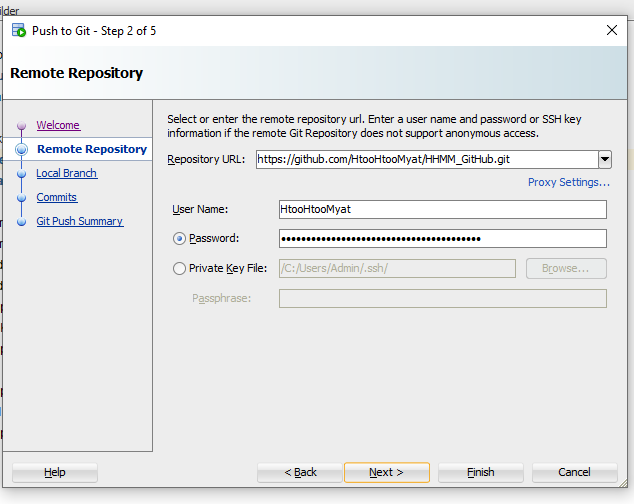 ilder
Push to Git - Step 2 of 5
Remote Repository
Welcome
Remote Repository
Local Branch
Commits
Git Push Summary
Select or enter the remote repository url. Enter a user name and password or SSH key
information if the remote Git Repository does not support anonymous access.
Repository URL: https://github.com/HtooHtooMyat/HHMM_GitHub.git
Proxy Settings...
User Name: HtooHtooMyat
Password: ••••••••••••••••••••••••••••••••••••••••
Private Key File: /C:/Users/Admin/.ssh/ Browse...
Passphrase:
Help < Back Next > Finish Cancel